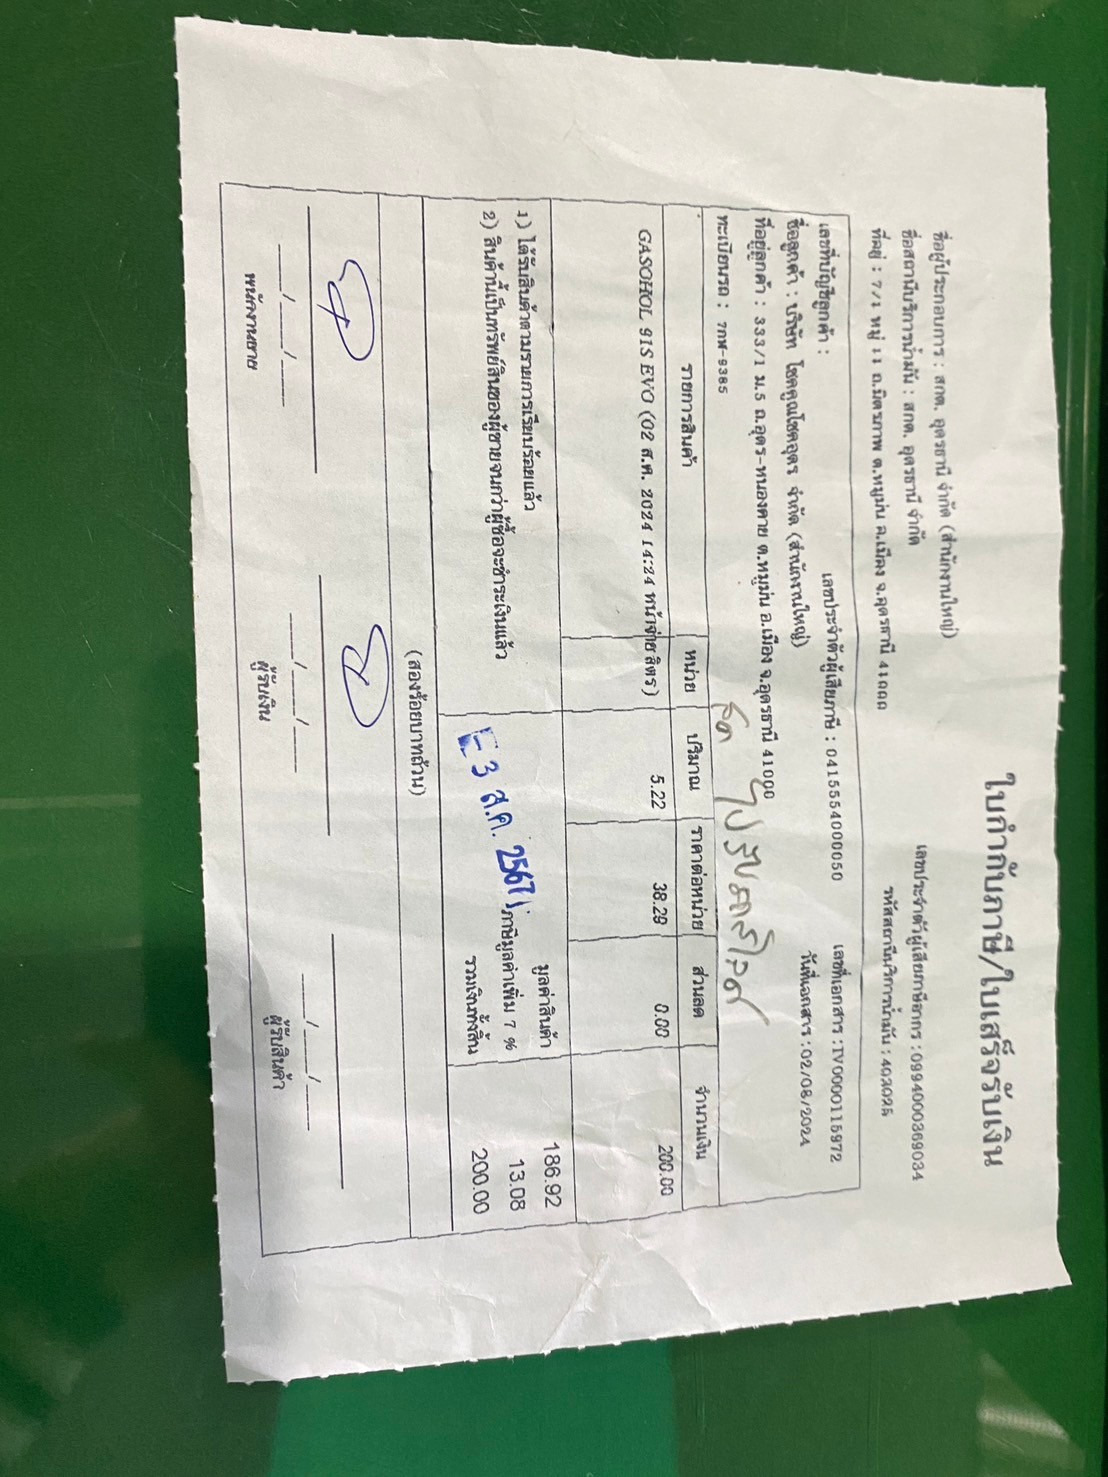 ใบกำกับภาษี/ใบเสร็จรับเงิน
ชื่อผู้ประกอบการ : สกต. อุดรธานี จำกัด (สำนักงานใหญ่) เลขประจำตัวผู้เสียภาษีอากร : 0994000369034
ชื่อสถานีบริการน้ำมัน : สกต. อุดรธานี จำกัด รหัสสถานีบริการน้ำมัน : 403025
ที่อยู่ : 7/1 หมู่ 11 ถ.มิตรภาพ ต.หมูม่น อ.เมือง จ.อุดรธานี 41000
เลขที่บัญชีลูกค้า : เลขประจำตัวผู้เสียภาษี : 0415554000050 เลขที่เอกสาร : IV0000115972
ชื่อลูกค้า : บริษัท โชคคูณโชคอุดร จำกัด (สำนักงานใหญ่) วันที่เอกสาร : 02/08/2024
ที่อยู่ลูกค้า : 333/1 ม.5 ถ.อุดร-หนองคาย ต.หมูม่น อ.เมือง จ.อุดรธานี 41000
ทะเบียนรถ : 7กฬ-9385
รายการสินค้า หน่วย ปริมาณ ราคาต่อหน่วย ส่วนลด จำนวนเงิน
GASOHOL 91S EVO (02 ส.ค. 2024 14:24 หน้าจ่าย ลิตร) 5.22 38.29 0.00 200.00
มูลค่าสินค้า 186.92
1) ได้รับสินค้าตามรายการเรียบร้อยแล้ว ภาษีมูลค่าเพิ่ม 7 % 13.08
2) สินค้านี้เป็นทรัพย์สินของผู้ขายจนกว่าผู้ซื้อจะชำระเงินแล้ว รวมเงินทั้งสิ้น 200.00
3 ส.ค. 2567
(สองร้อยบาทถ้วน)
___/___/___ ___/___/___ ___/___/___
พนักงานขาย ผู้รับเงิน ผู้รับสินค้า